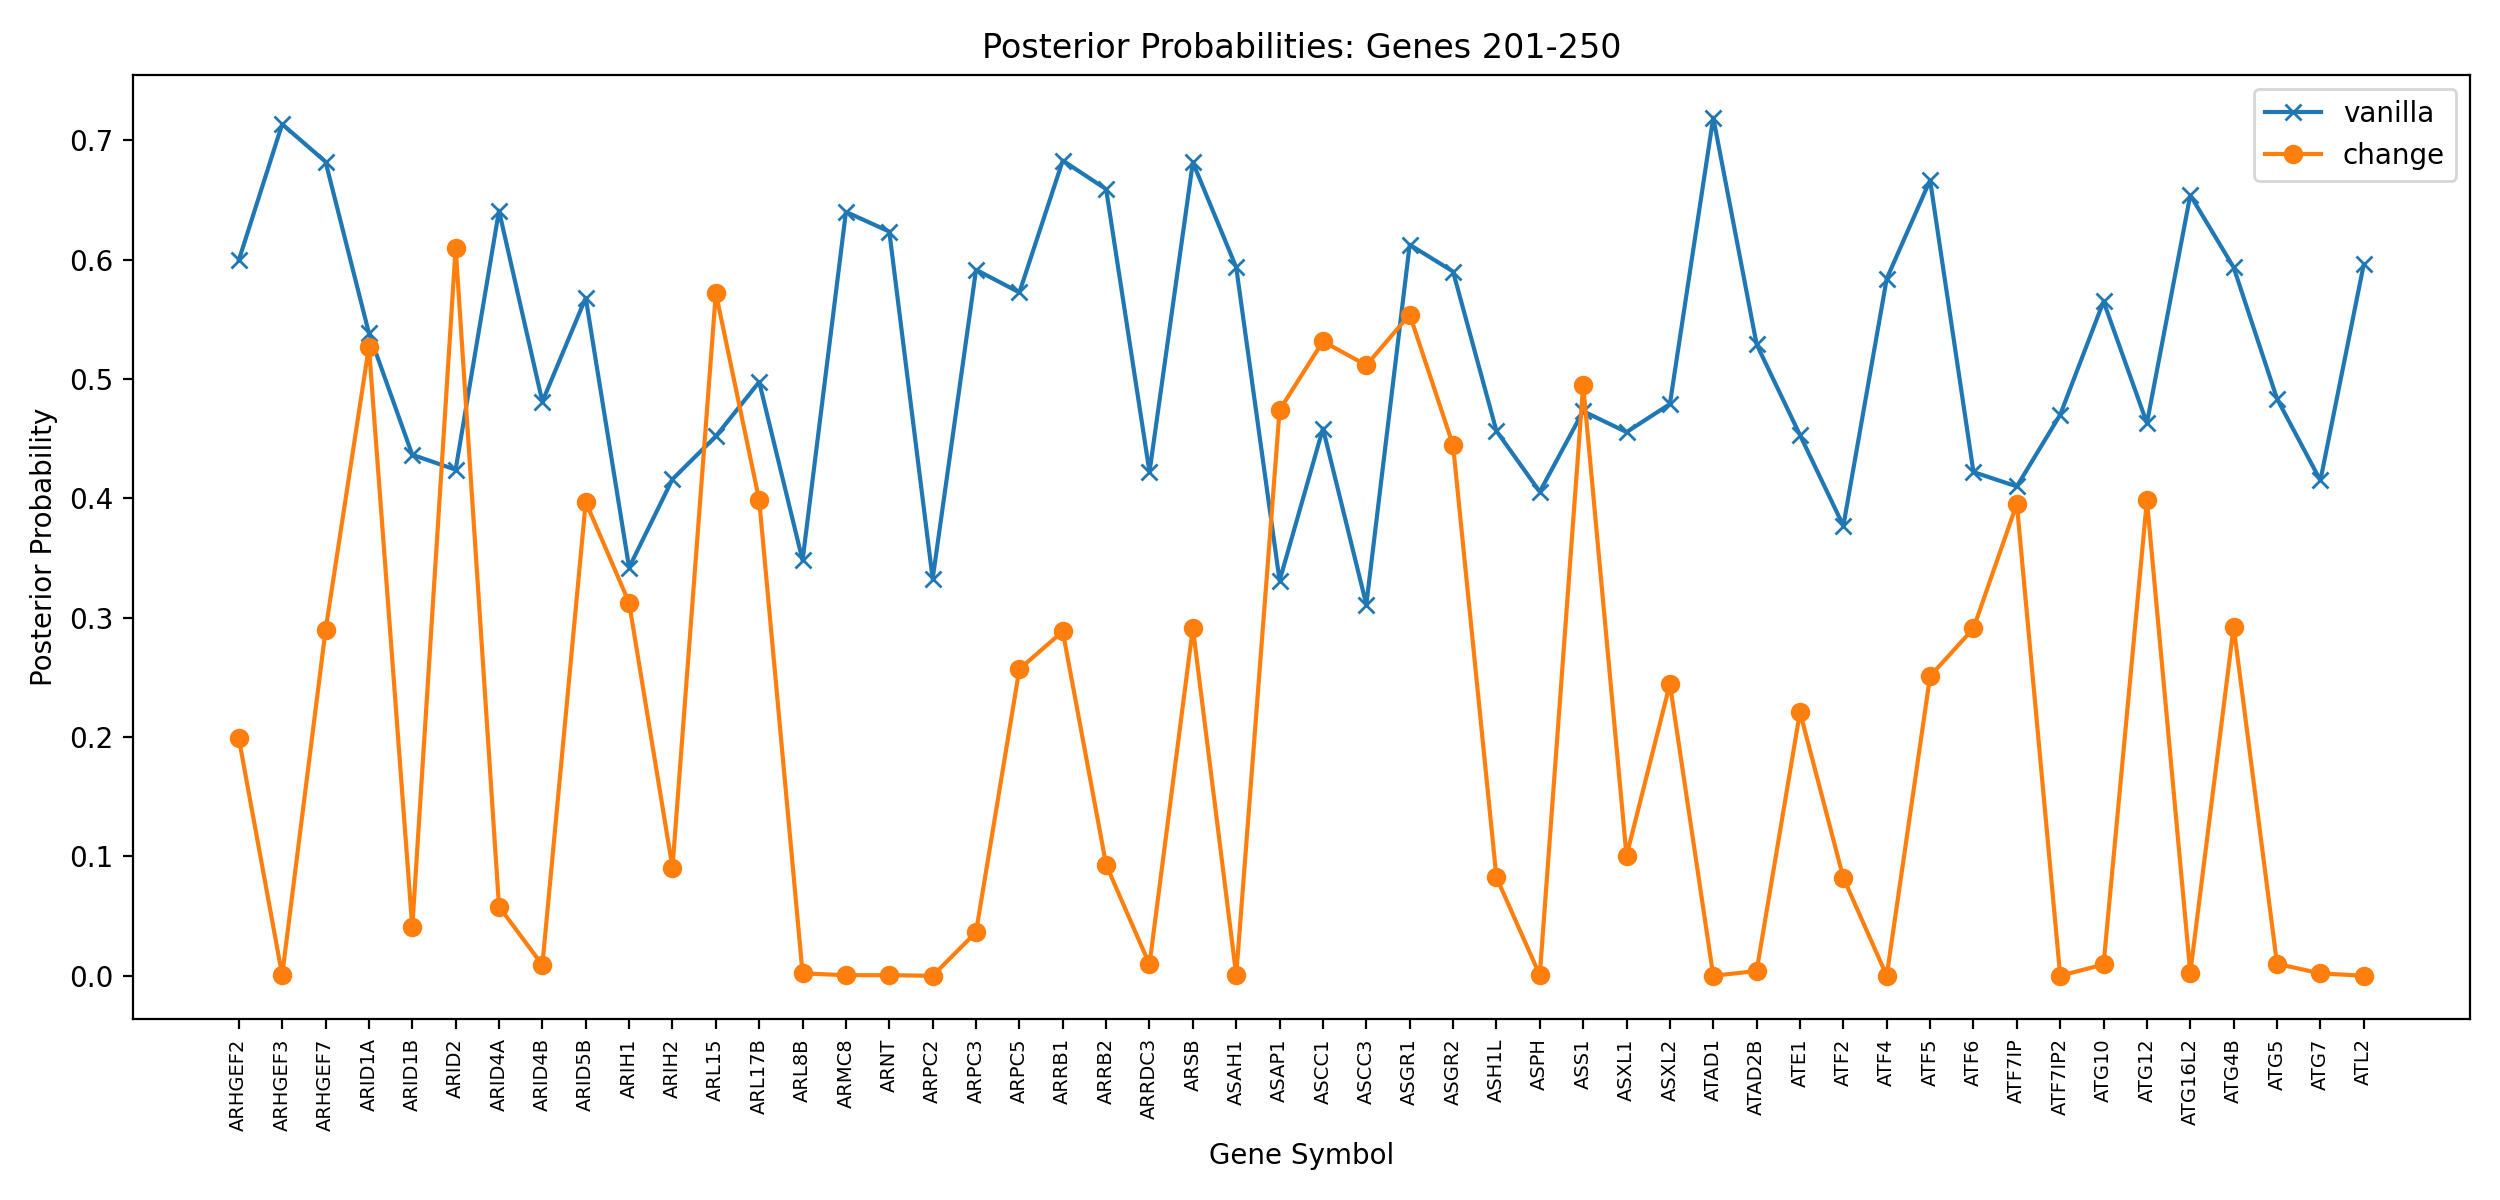 Posterior Probabilities: Genes 201-250
vanilla
change
Posterior Probability
0.7
0.6
0.5
0.4
0.3
0.2
0.1
0.0
ARHGEF2
ARHGEF3
ARHGEF7
ARID1A
ARID1B
ARID2
ARID4A
ARID4B
ARID5B
ARIH1
ARIH2
ARL15
ARL17B
ARL8B
ARMC8
ARNT
ARPC2
ARPC3
ARPC5
ARRB1
ARRB2
ARRDC3
ARSB
ASAH1
ASAP1
ASCC1
ASCC3
ASGR1
ASGR2
ASH1L
ASPH
ASS1
ASXL1
ASXL2
ATAD1
ATAD2B
ATE1
ATF2
ATF4
ATF5
ATF6
ATF7IP
ATF7IP2
ATG10
ATG12
ATG16L2
ATG4B
ATG5
ATG7
ATL2
Gene Symbol